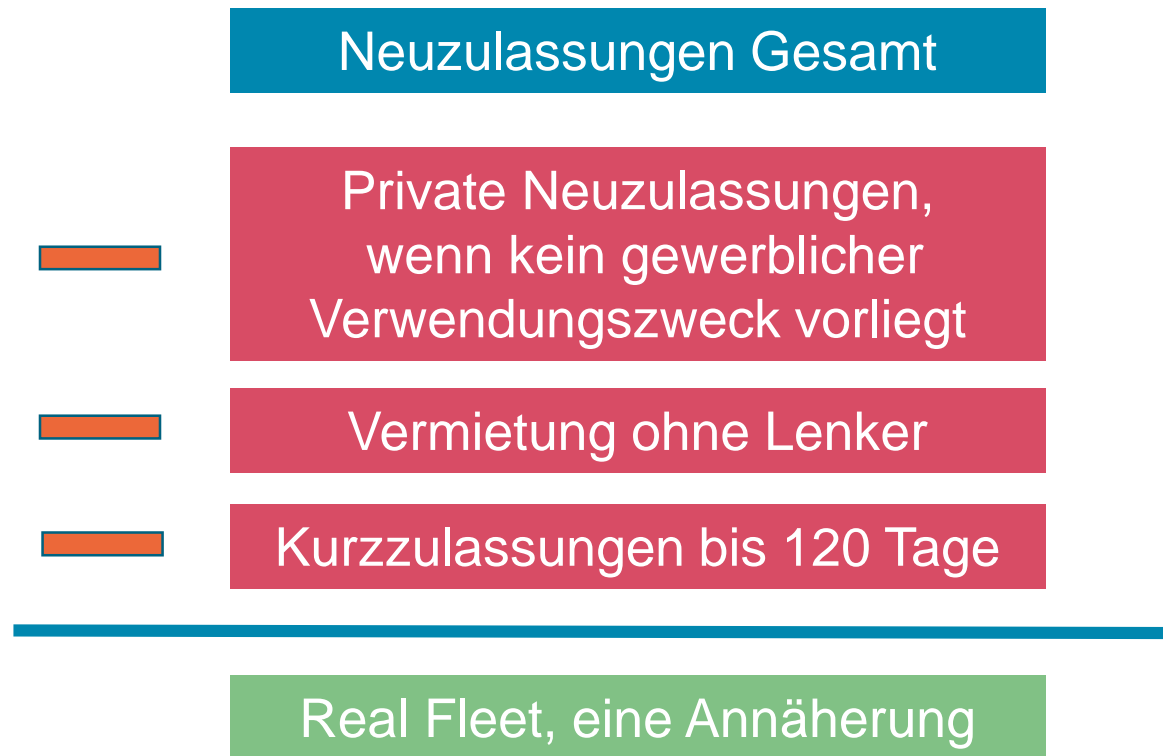 Neuzulassungen Gesamt
Private Neuzulassungen,
wenn kein gewerblicher
Verwendungszweck vorliegt
Vermietung ohne Lenker
Kurzzulassungen bis 120 Tage
Real Fleet, eine Annäherung